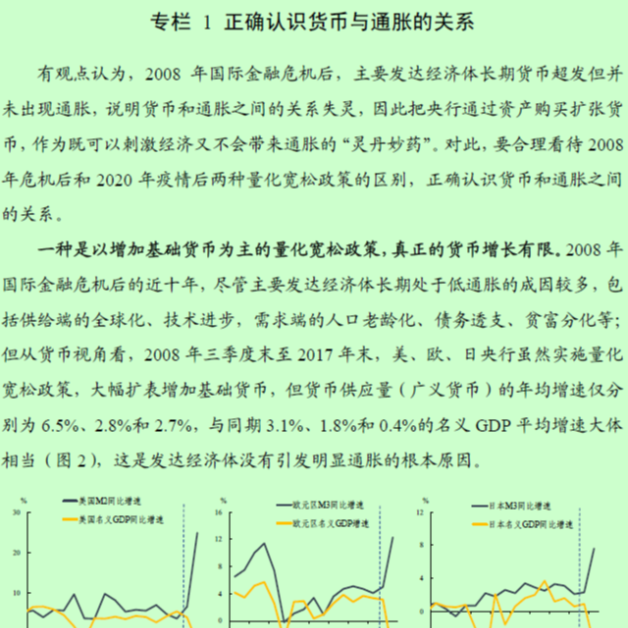 专栏 1 正确认识货币与通胀的关系
有观点认为，2008 年国际金融危机后，主要发达经济体长期货币超发但并
未出现通胀，说明货币和通胀之间的关系失灵，因此把央行通过资产购买扩张货
币，作为既可以刺激经济又不会带来通胀的“灵丹妙药”。对此，要合理看待 2008
年危机后和 2020 年疫情后两种量化宽松政策的区别，正确认识货币和通胀之间
的关系。
一种是以增加基础货币为主的量化宽松政策，真正的货币增长有限。2008 年
国际金融危机后的近十年，尽管主要发达经济体长期处于低通胀的成因较多，包
括供给端的全球化、技术进步，需求端的人口老龄化、债务透支、贫富分化等；
但从货币视角看，2008 年三季度末至 2017 年末，美、欧、日央行虽然实施量化
宽松政策，大幅扩表增加基础货币，但货币供应量（广义货币）的年均增速仅分
别为 6.5%、2.8%和 2.7%，与同期 3.1%、1.8%和 0.4%的名义 GDP 平均增速大体
相当（图 2），这是发达经济体没有引发明显通胀的根本原因。
%
美国M2同比增速
美国名义GDP同比增速
30
20
10
%
欧元区M3同比增速
欧元区名义GDP增速
16
12
8
4
0
%
日本M3同比增速
日本名义GDP同比增速
12
8
4
0